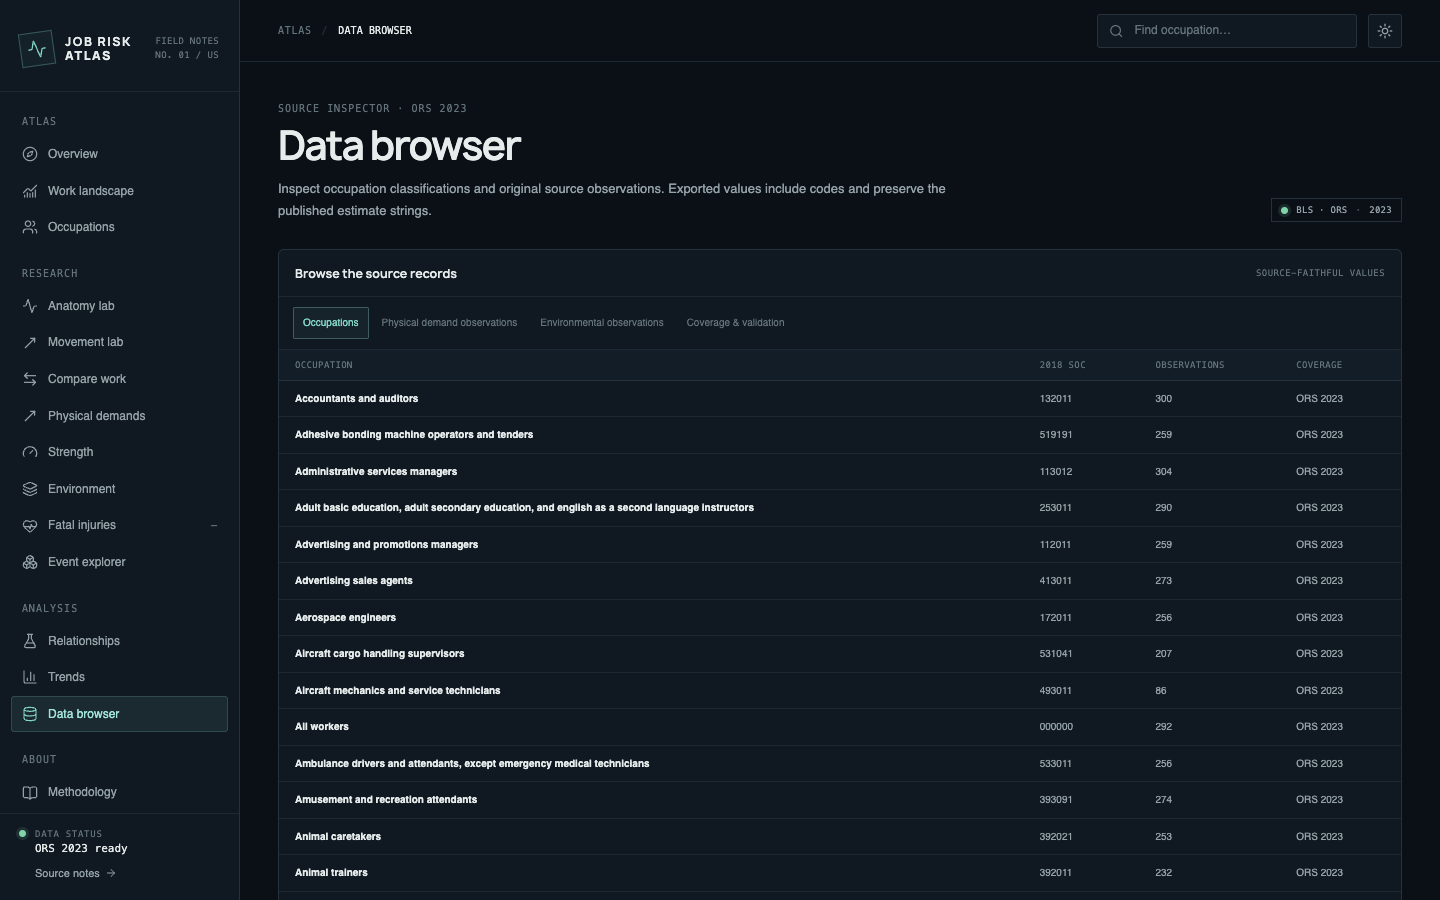 JOB RISK
ATLAS
FIELD NOTES
NO. 01 / US
ATLAS
Overview
Work landscape
Occupations
RESEARCH
Anatomy lab
Movement lab
Compare work
Physical demands
Strength
Environment
Fatal injuries —
Event explorer
ANALYSIS
Relationships
Trends
Data browser
ABOUT
Methodology
DATA STATUS
ORS 2023 ready
Source notes →
ATLAS / DATA BROWSER
Find occupation...
SOURCE INSPECTOR · ORS 2023
Data browser
Inspect occupation classifications and original source observations. Exported values include codes and preserve the
published estimate strings.
BLS · ORS · 2023
Browse the source records
SOURCE-FAITHFUL VALUES
Occupations Physical demand observations Environmental observations Coverage & validation
OCCUPATION 2018 SOC OBSERVATIONS COVERAGE
Accountants and auditors 132011 300 ORS 2023
Adhesive bonding machine operators and tenders 519191 259 ORS 2023
Administrative services managers 113012 304 ORS 2023
Adult basic education, adult secondary education, and english as a second language instructors 253011 290 ORS 2023
Advertising and promotions managers 112011 259 ORS 2023
Advertising sales agents 413011 273 ORS 2023
Aerospace engineers 172011 256 ORS 2023
Aircraft cargo handling supervisors 531041 207 ORS 2023
Aircraft mechanics and service technicians 493011 86 ORS 2023
All workers 000000 292 ORS 2023
Ambulance drivers and attendants, except emergency medical technicians 533011 256 ORS 2023
Amusement and recreation attendants 393091 274 ORS 2023
Animal caretakers 392021 253 ORS 2023
Animal trainers 392011 232 ORS 2023